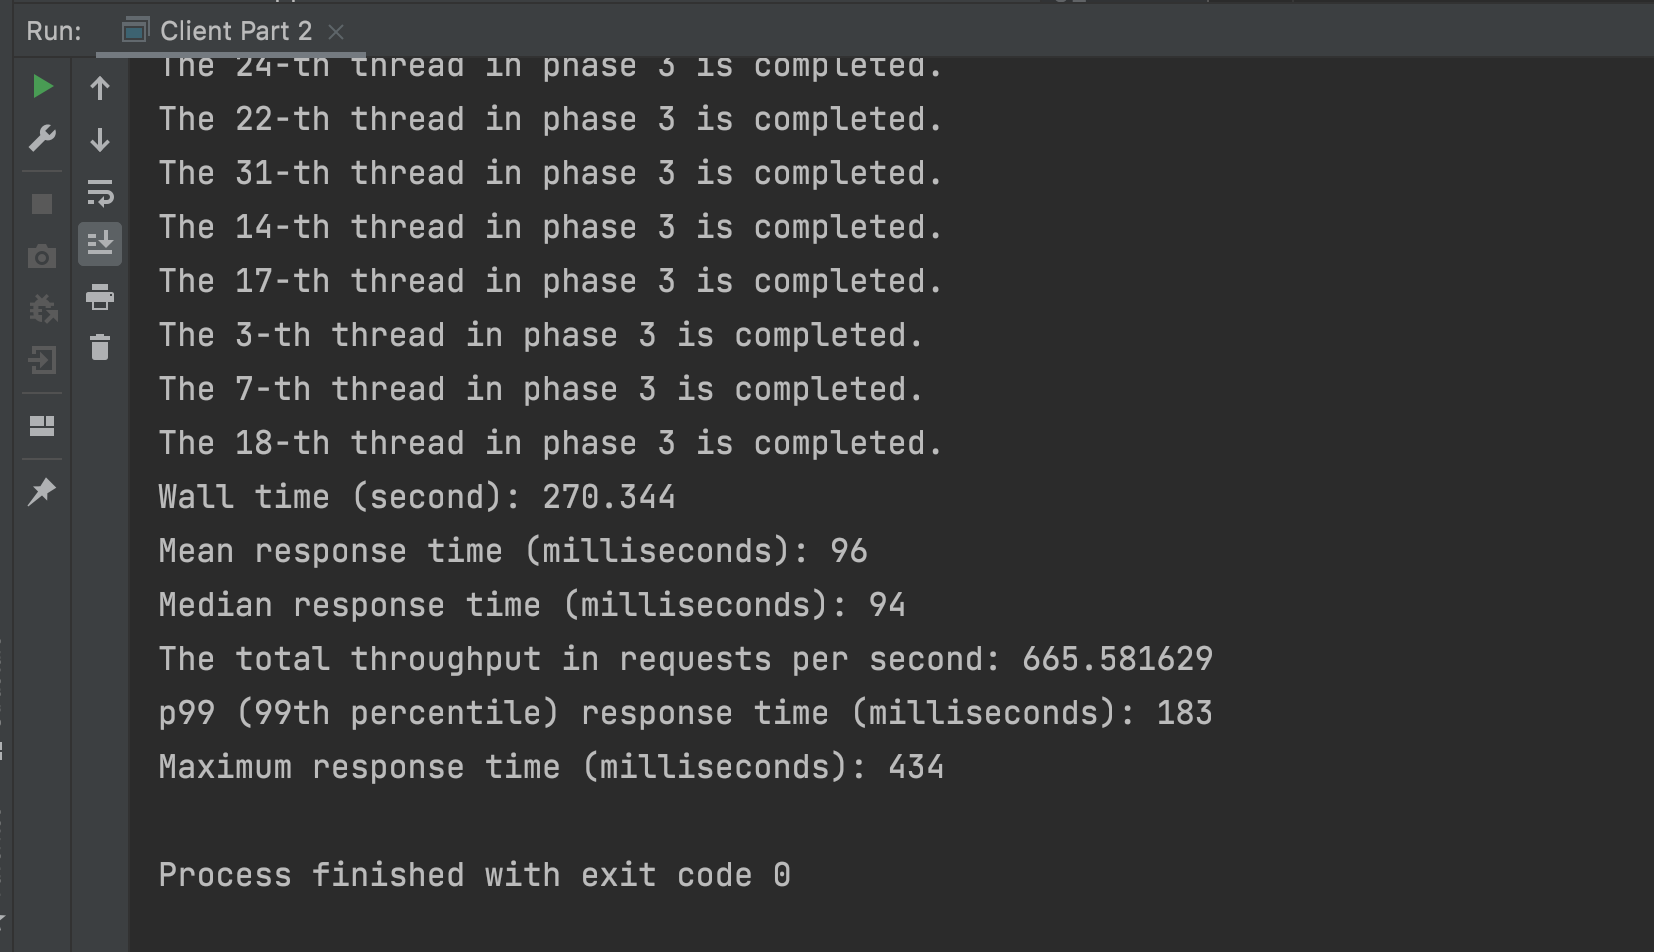 Run: Client Part 2
The 24-th thread in phase 3 is completed.
The 22-th thread in phase 3 is completed.
The 31-th thread in phase 3 is completed.
The 14-th thread in phase 3 is completed.
The 17-th thread in phase 3 is completed.
The 3-th thread in phase 3 is completed.
The 7-th thread in phase 3 is completed.
The 18-th thread in phase 3 is completed.
Wall time (second): 270.344
Mean response time (milliseconds): 96
Median response time (milliseconds): 94
The total throughput in requests per second: 665.581629
p99 (99th percentile) response time (milliseconds): 183
Maximum response time (milliseconds): 434
Process finished with exit code 0